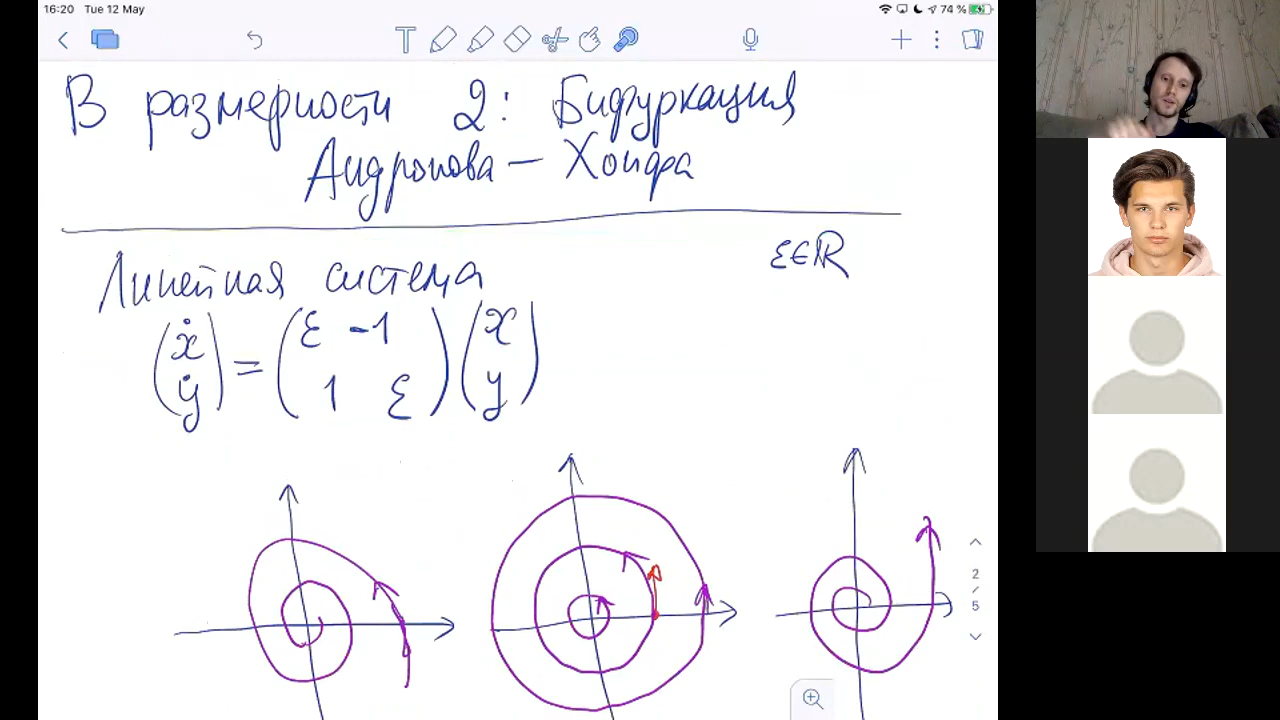 16:20 Tue 12 May 74 %
В размерности 2: Бифуркация
Андронова — Хопфа
ε∈ℝ
Линейная система
(ẋ ẏ) = (ε -1 1 ε) (x y)
2
/
5